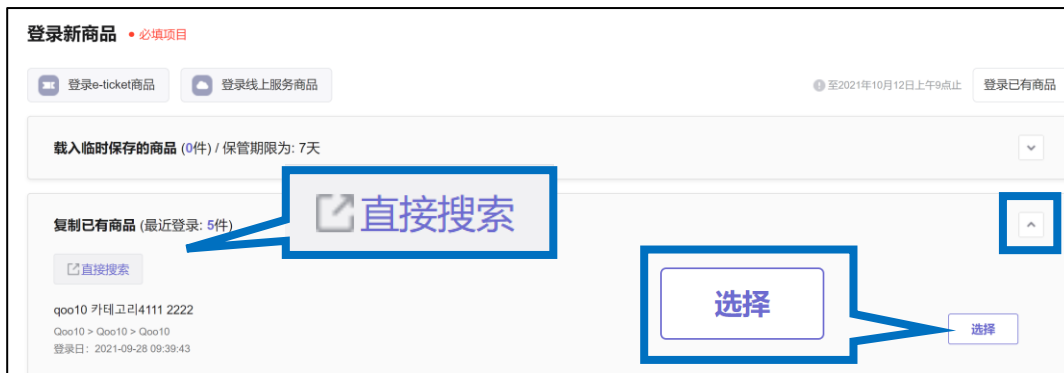 登录新商品 • 必填项目
登录e-ticket商品 登录线上服务商品 至2021年10月12日上午9点止 登录已有商品
载入临时保存的商品 (0件) / 保管期限为: 7天
直接搜索
复制已有商品 (最近登录: 5件)
直接搜索
选择
qoo10 카테고리4111 2222
Qoo10 > Qoo10 > Qoo10
选择
登录日: 2021-09-28 09:39:43